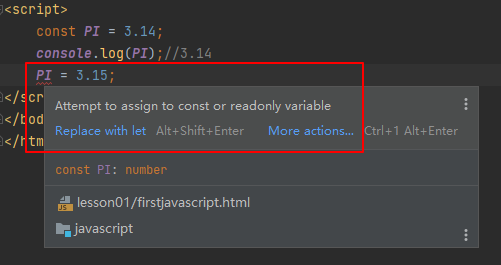 <script>
const PI = 3.14;
console.log(PI);//3.14
PI = 3.15;
</scr
Attempt to assign to const or readonly variable
</bod
Replace with let Alt+Shift+Enter More actions... Ctrl+1 Alt+Enter
</ht
const PI: number
lesson01/firstjavascript.html
javascript